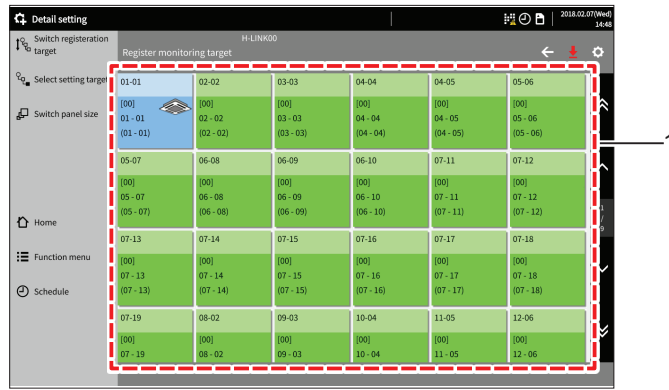 Detail setting
2018.02.07(Wed)
14:48
Switch registeration
target
Select setting target
Switch panel size
Home
Function menu
Schedule
H-LINK00
Register monitoring target
01-01 02-02 03-03 04-04 04-05 05-06
[00] [00] [00] [00] [00] [00]
01 - 01 02 - 02 03 - 03 04 - 04 04 - 05 05 - 06
(01 - 01) (02 - 02) (03 - 03) (04 - 04) (04 - 05) (05 - 06)
05-07 06-08 06-09 06-10 07-11 07-12
[00] [00] [00] [00] [00] [00]
05 - 07 06 - 08 06 - 09 06 - 10 07 - 11 07 - 12
(05 - 07) (06 - 08) (06 - 09) (06 - 10) (07 - 11) (07 - 12)
07-13 07-14 07-15 07-16 07-17 07-18
[00] [00] [00] [00] [00] [00]
07 - 13 07 - 14 07 - 15 07 - 16 07 - 17 07 - 18
(07 - 13) (07 - 14) (07 - 15) (07 - 16) (07 - 17) (07 - 18)
07-19 08-02 09-03 10-04 11-05 12-06
[00] [00] [00] [00] [00] [00]
07 - 19 08 - 02 09 - 03 10 - 04 11 - 05 12 - 06
1